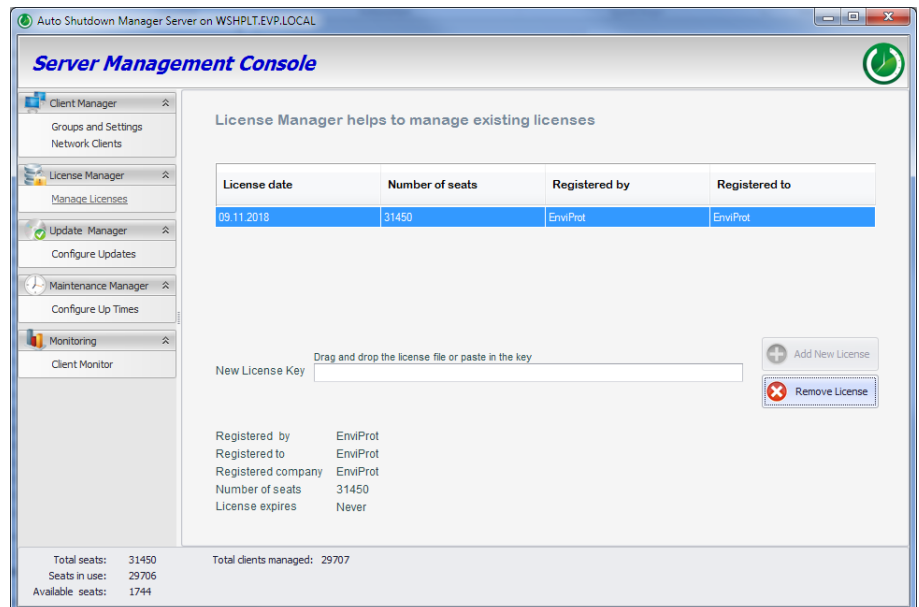 Auto Shutdown Manager Server on WSHPLT.EVP.LOCAL
Server Management Console
Client Manager
Groups and Settings
Network Clients
License Manager
Manage Licenses
Update Manager
Configure Updates
Maintenance Manager
Configure Up Times
Monitoring
Client Monitor
License Manager helps to manage existing licenses
License date Number of seats Registered by Registered to
09.11.2018 31450 EnviProt EnviProt
Drag and drop the license file or paste in the key
New License Key
Add New License
Remove License
Registered by EnviProt
Registered to EnviProt
Registered company EnviProt
Number of seats 31450
License expires Never
Total seats: 31450 Total clients managed: 29707
Seats in use: 29706
Available seats: 1744